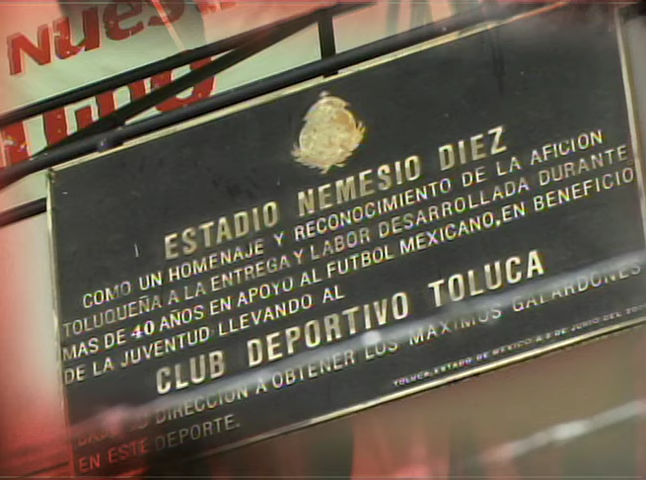 NUES
ESTADIO NEMESIO DIEZ
COMO UN HOMENAJE Y RECONOCIMIENTO DE LA AFICION
TOLUQUEÑA A LA ENTREGA Y LABOR DESARROLLADA DURANTE
MAS DE 40 AÑOS EN APOYO AL FUTBOL MEXICANO, EN BENEFICIO
DE LA JUVENTUD LLEVANDO AL
CLUB DEPORTIVO TOLUCA
BAJO SU DIRECCION A OBTENER LOS MAXIMOS GALARDONES
EN ESTE DEPORTE.
TOLUCA, ESTADO DE MEXICO A DE JUNIO DEL